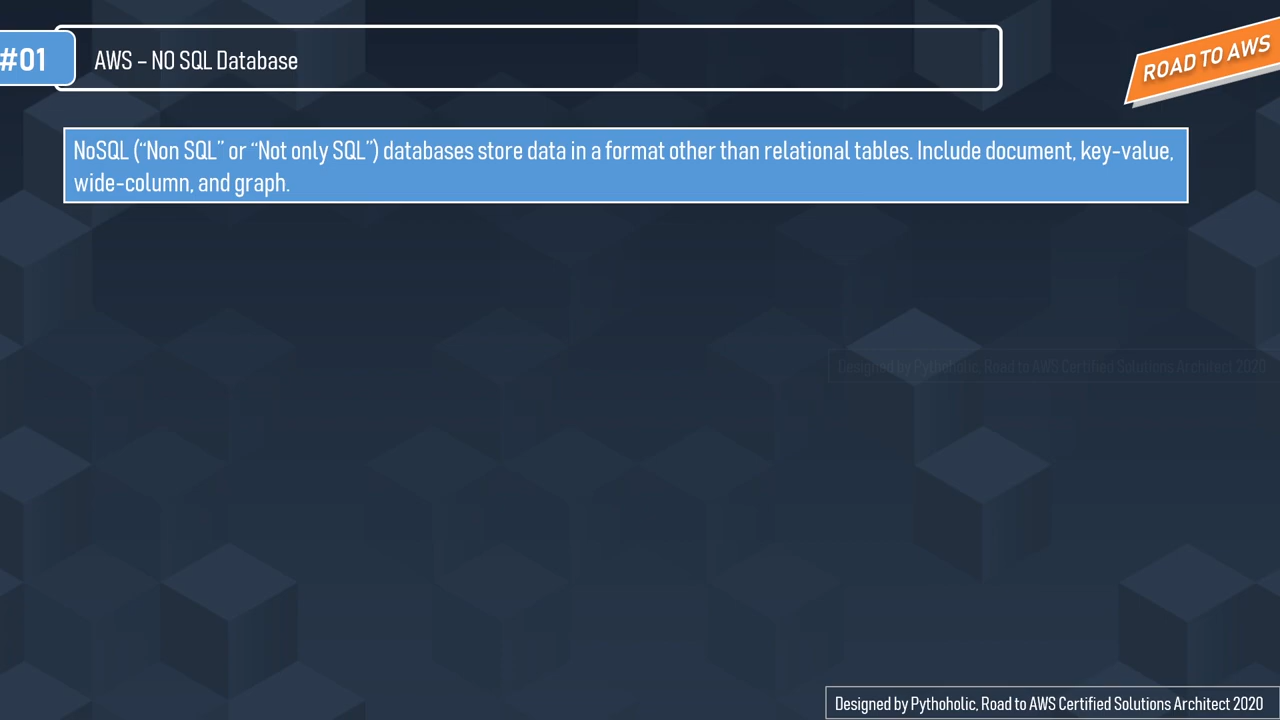 #01
AWS – NO SQL Database
ROAD TO AWS
NoSQL (“Non SQL” or “Not only SQL”) databases store data in a format other than relational tables. Include document, key-value,
wide-column, and graph.
Designed by Pythoholic, Road to AWS Certified Solutions Architect 2020
Designed by Pythoholic, Road to AWS Certified Solutions Architect 2020